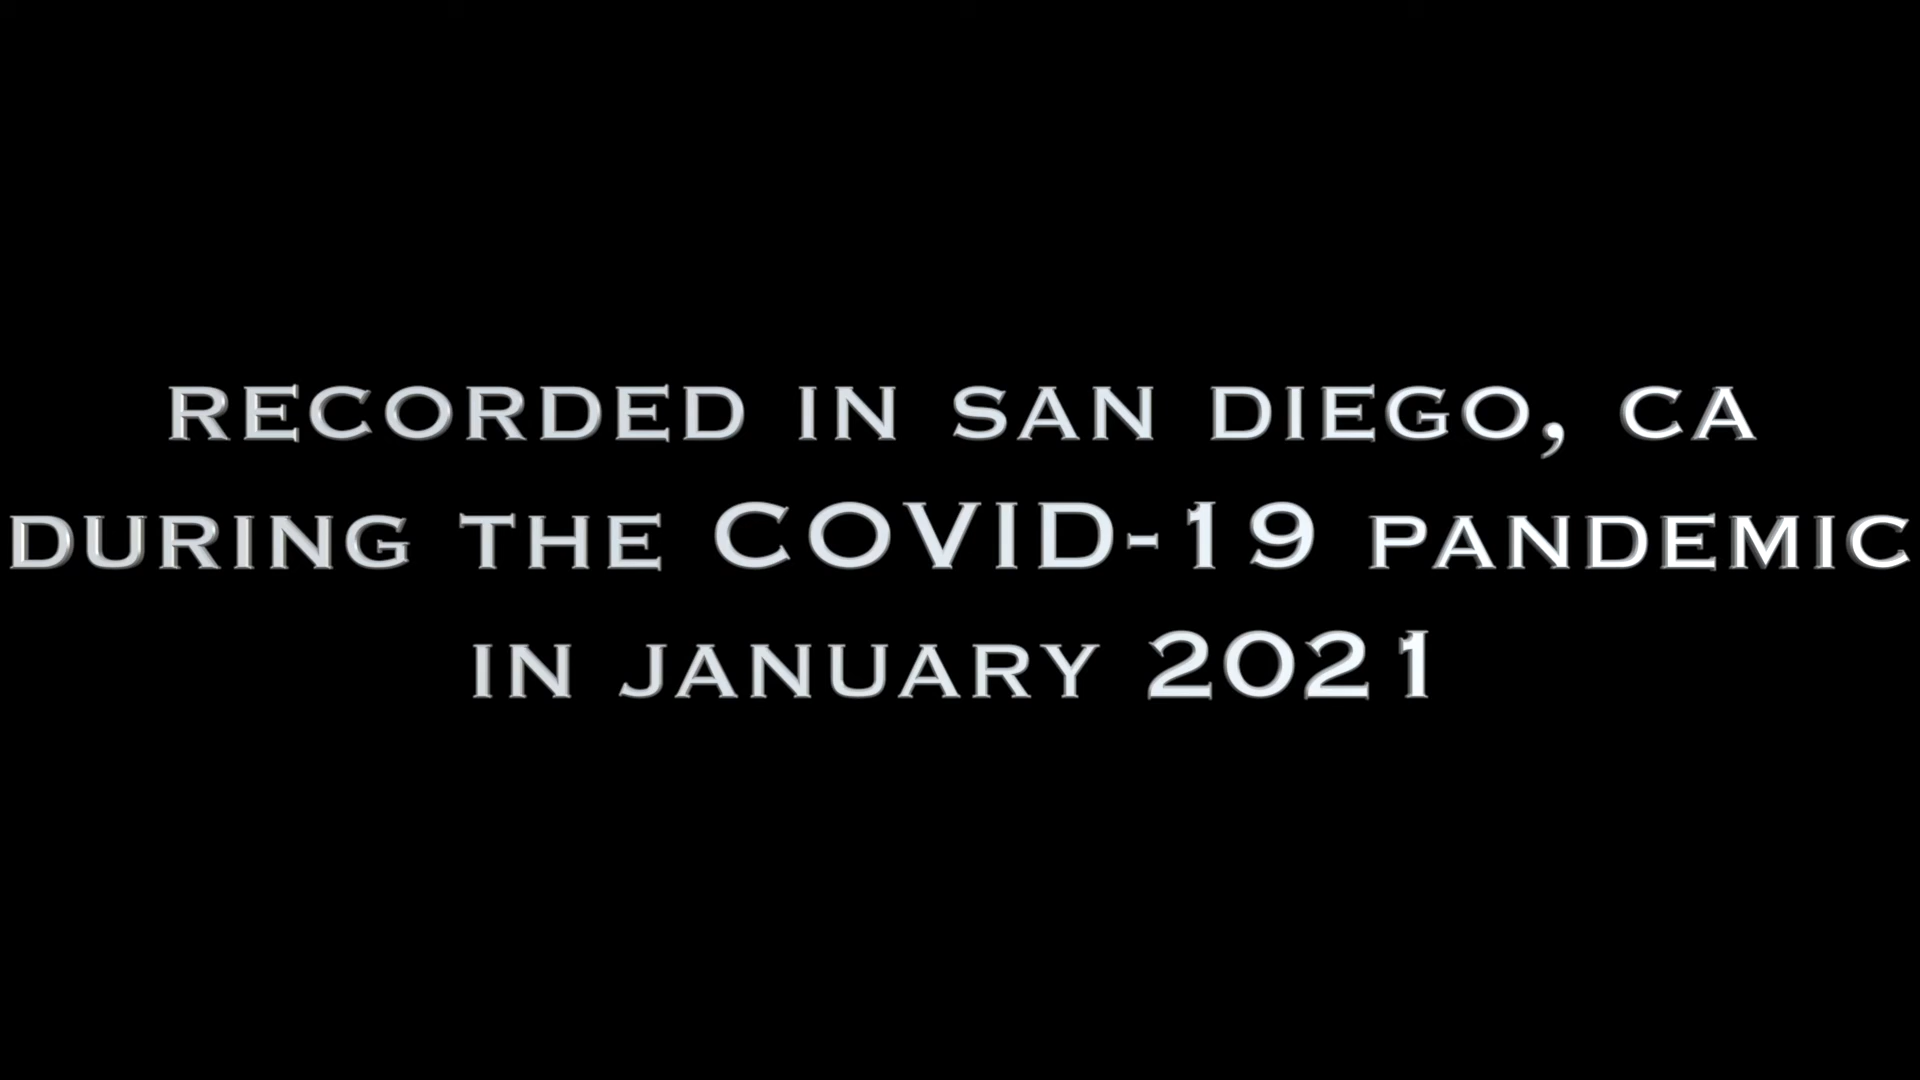 RECORDED IN SAN DIEGO, CA
DURING THE COVID-19 PANDEMIC
IN JANUARY 2021